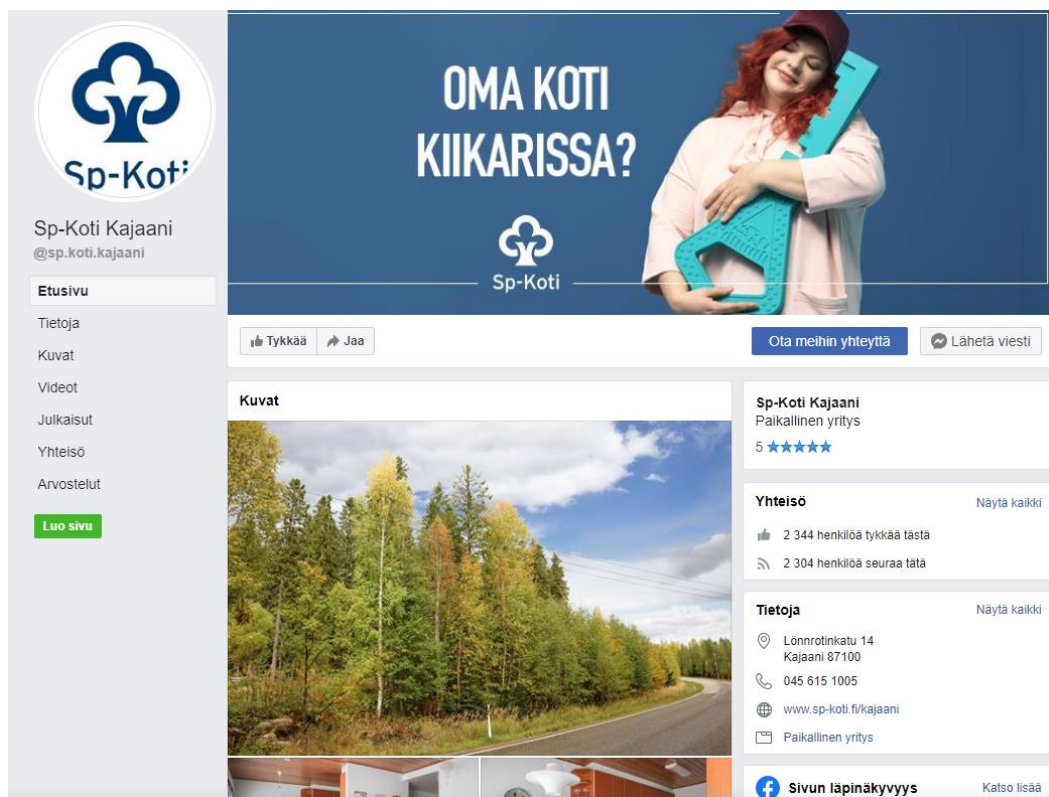 Sp-Koti
Sp-Koti Kajaani
@sp.koti.kajaani
Etusivu
Tietoja
Kuvat
Videot
Julkaisut
Yhteisö
Arvostelut
Luo sivu
OMA KOTI
KIIKARISSA?
Sp-Koti
Tykkää
Jaa
Ota meihin yhteyttä
Lähetä viesti
Kuvat
Sp-Koti Kajaani
Paikallinen yritys
5
Yhteisö
Näytä kaikki
2 344 henkilöä tykkää tästä
2 304 henkilöä seuraa tätä
Tietoja
Näytä kaikki
Lönnrotinkatu 14
Kajaani 87100
045 615 1005
www.sp-koti.fi/kajaani
Paikallinen yritys
Sivun läpinäkyvyys
Katso lisää